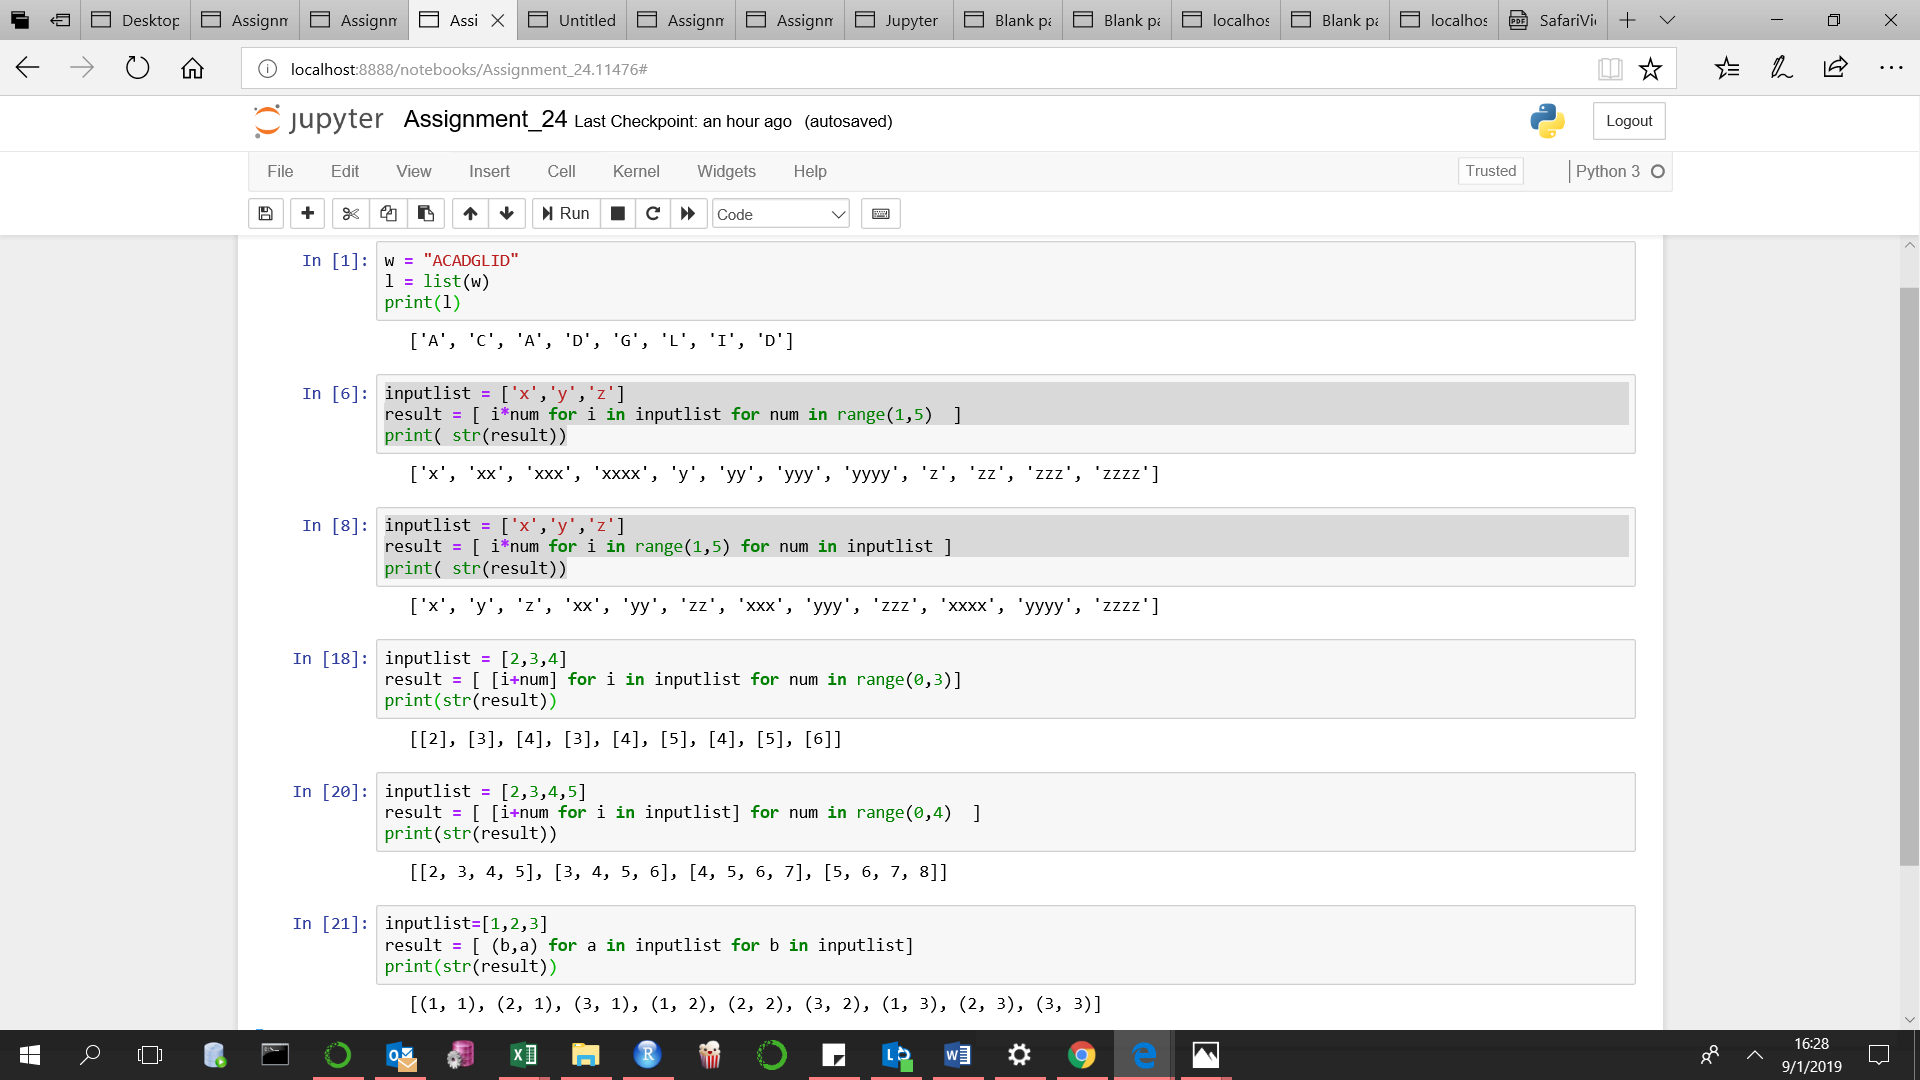 Desktop Assignm Assignm Assi Untitled Assignm Assignm Jupyter Blank pa Blank pa localhos Blank pa localhos SafariVi
localhost:8888/notebooks/Assignment_24.11476#
jupyter Assignment_24 Last Checkpoint: an hour ago (autosaved) Logout
File Edit View Insert Cell Kernel Widgets Help Trusted Python 3
Run Code
In [1]: w = "ACADGLID"
l = list(w)
print(l)
['A', 'C', 'A', 'D', 'G', 'L', 'I', 'D']
In [6]: inputlist = ['x','y','z']
result = [ i*num for i in inputlist for num in range(1,5)  ]
print( str(result))
['x', 'xx', 'xxx', 'xxxx', 'y', 'yy', 'yyy', 'yyyy', 'z', 'zz', 'zzz', 'zzzz']
In [8]: inputlist = ['x','y','z']
result = [ i*num for i in range(1,5) for num in inputlist ]
print( str(result))
['x', 'y', 'z', 'xx', 'yy', 'zz', 'xxx', 'yyy', 'zzz', 'xxxx', 'yyyy', 'zzzz']
In [18]: inputlist = [2,3,4]
result = [ [i+num] for i in inputlist for num in range(0,3)]
print(str(result))
[[2], [3], [4], [3], [4], [5], [4], [5], [6]]
In [20]: inputlist = [2,3,4,5]
result = [ [i+num for i in inputlist] for num in range(0,4)  ]
print(str(result))
[[2, 3, 4, 5], [3, 4, 5, 6], [4, 5, 6, 7], [5, 6, 7, 8]]
In [21]: inputlist=[1,2,3]
result = [ (b,a) for a in inputlist for b in inputlist]
print(str(result))
[(1, 1), (2, 1), (3, 1), (1, 2), (2, 2), (3, 2), (1, 3), (2, 3), (3, 3)]
16:28
9/1/2019